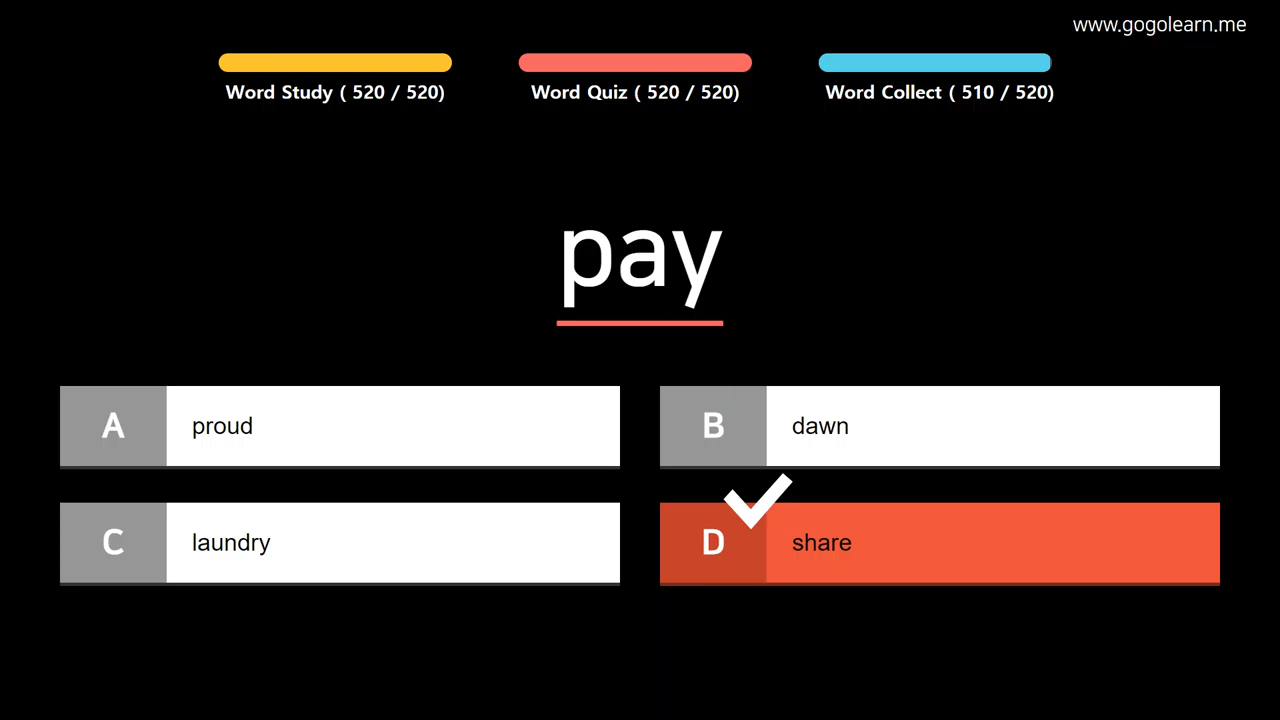 www.gogolearn.me
Word Study ( 520 / 520)
Word Quiz ( 520 / 520)
Word Collect ( 510 / 520)
pay
A proud
B dawn
C laundry
D share